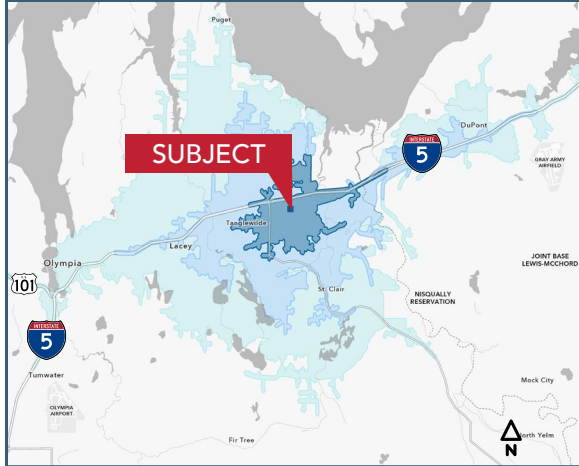 Puget
DuPont
SUBJECT
INTERSTATE
5
GRAY ARMY
AIRFIELD
Tanglewilde
Lacey
Olympia
JOINT BASE
LEWIS-MCCHORD
101
St. Clair
NISQUALLY
RESERVATION
INTERSTATE
5
Tumwater
Mock City
OLYMPIA
AIRPORT
Fir Tree
North Yelm
N